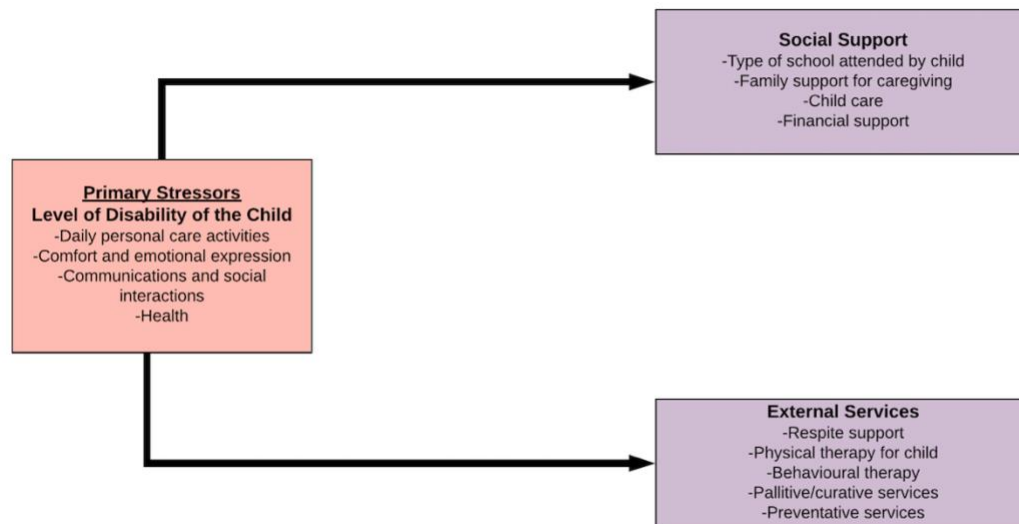 Social Support
-Type of school attended by child
-Family support for caregiving
-Child care
-Financial support
Primary Stressors
Level of Disability of the Child
-Daily personal care activities
-Comfort and emotional expression
-Communications and social
interactions
-Health
External Services
-Respite support
-Physical therapy for child
-Behavioural therapy
-Pallitive/curative services
-Preventative services